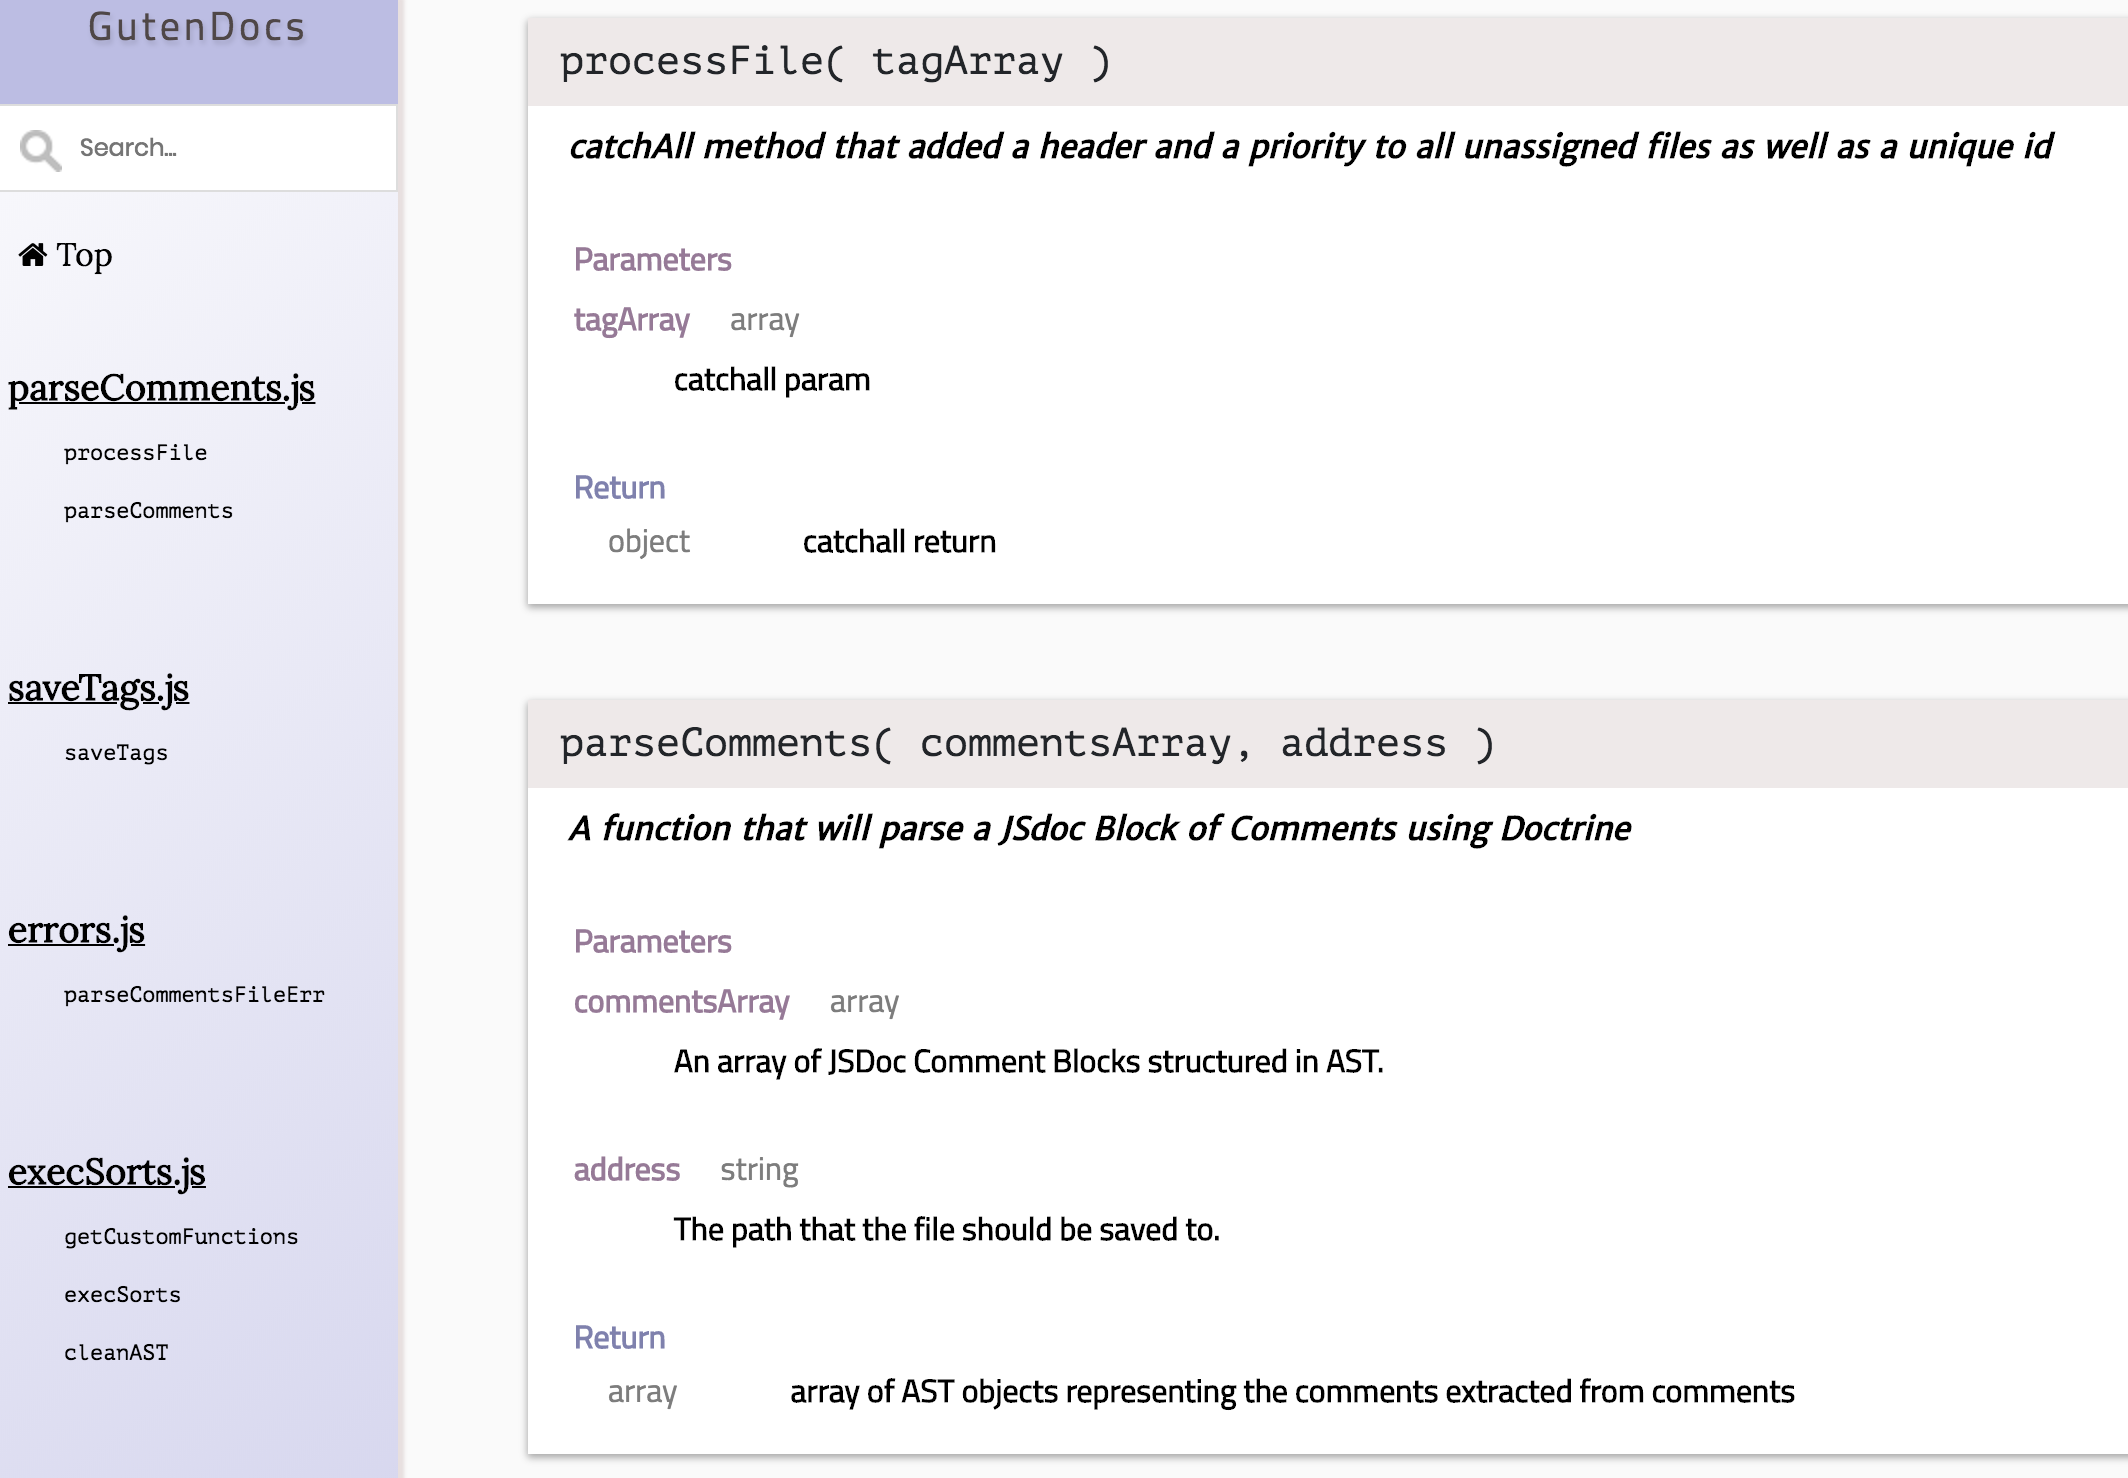 GutenDocs
Search...
Top
parseComments.js
processFile
parseComments
saveTags.js
saveTags
errors.js
parseCommentsFileErr
execSorts.js
getCustomFunctions
execSorts
cleanAST
processFile( tagArray )
catchAll method that added a header and a priority to all unassigned files as well as a unique id
Parameters
tagArray array
catchall param
Return
object catchall return
parseComments( commentsArray, address )
A function that will parse a JSdoc Block of Comments using Doctrine
Parameters
commentsArray array
An array of JSDoc Comment Blocks structured in AST.
address string
The path that the file should be saved to.
Return
array array of AST objects representing the comments extracted from comments